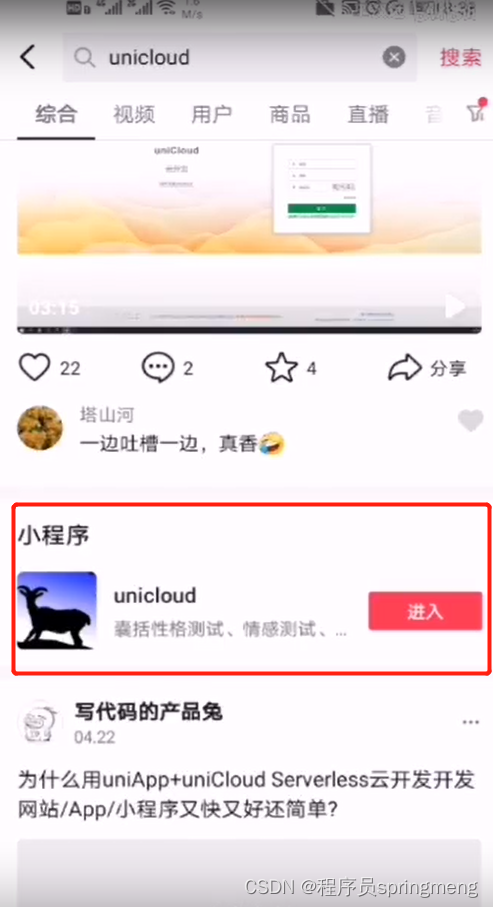 unicloud
搜索
综合 视频 用户 商品 直播 音
uniCloud
03:15
22 2 4 分享
塔山河
一边吐槽一边，真香🤣
小程序
unicloud
进入
囊括性格测试、情感测试、...
写代码的产品兔
04.22
为什么用uniApp+uniCloud Serverless云开发开发
网站/App/小程序又快又好还简单?
CSDN @程序员springmeng